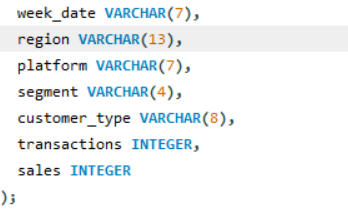 week_date VARCHAR(7),
region VARCHAR(13),
platform VARCHAR(7),
segment VARCHAR(4),
customer_type VARCHAR(8),
transactions INTEGER,
sales INTEGER
);